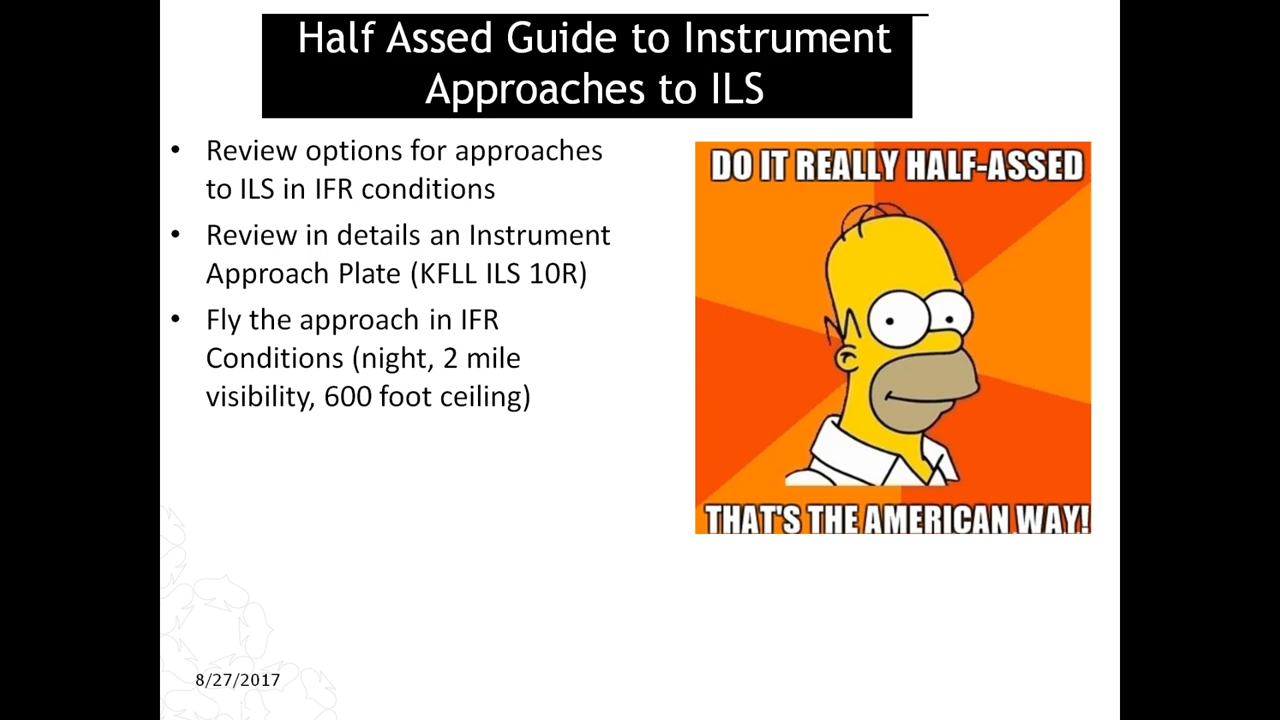 Half Assed Guide to Instrument
Approaches to ILS
• Review options for approaches
to ILS in IFR conditions
• Review in details an Instrument
Approach Plate (KFLL ILS 10R)
• Fly the approach in IFR
Conditions (night, 2 mile
visibility, 600 foot ceiling)
DO IT REALLY HALF-ASSED
THAT'S THE AMERICAN WAY!
8/27/2017